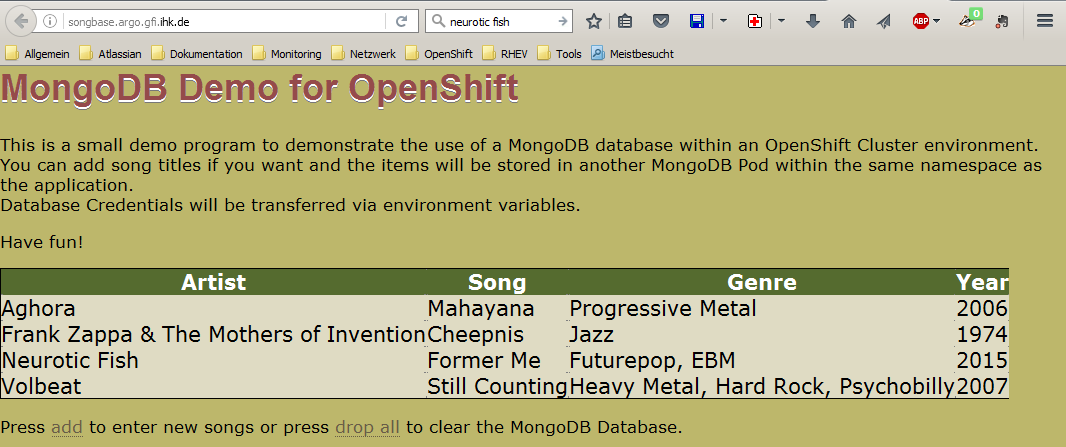 songbase.argo.gfi.ihk.de neurotic fish ABP 0
Allgemein Atlassian Dokumentation Monitoring Netzwerk OpenShift RHEV Tools Meistbesucht
MongoDB Demo for OpenShift
This is a small demo program to demonstrate the use of a MongoDB database within an OpenShift Cluster environment.
You can add song titles if you want and the items will be stored in another MongoDB Pod within the same namespace as
the application.
Database Credentials will be transferred via environment variables.
Have fun!
Artist Song Genre Year
Aghora Mahayana Progressive Metal 2006
Frank Zappa & The Mothers of Invention Cheepnis Jazz 1974
Neurotic Fish Former Me Futurepop, EBM 2015
Volbeat Still Counting Heavy Metal, Hard Rock, Psychobilly 2007
Press add to enter new songs or press drop all to clear the MongoDB Database.